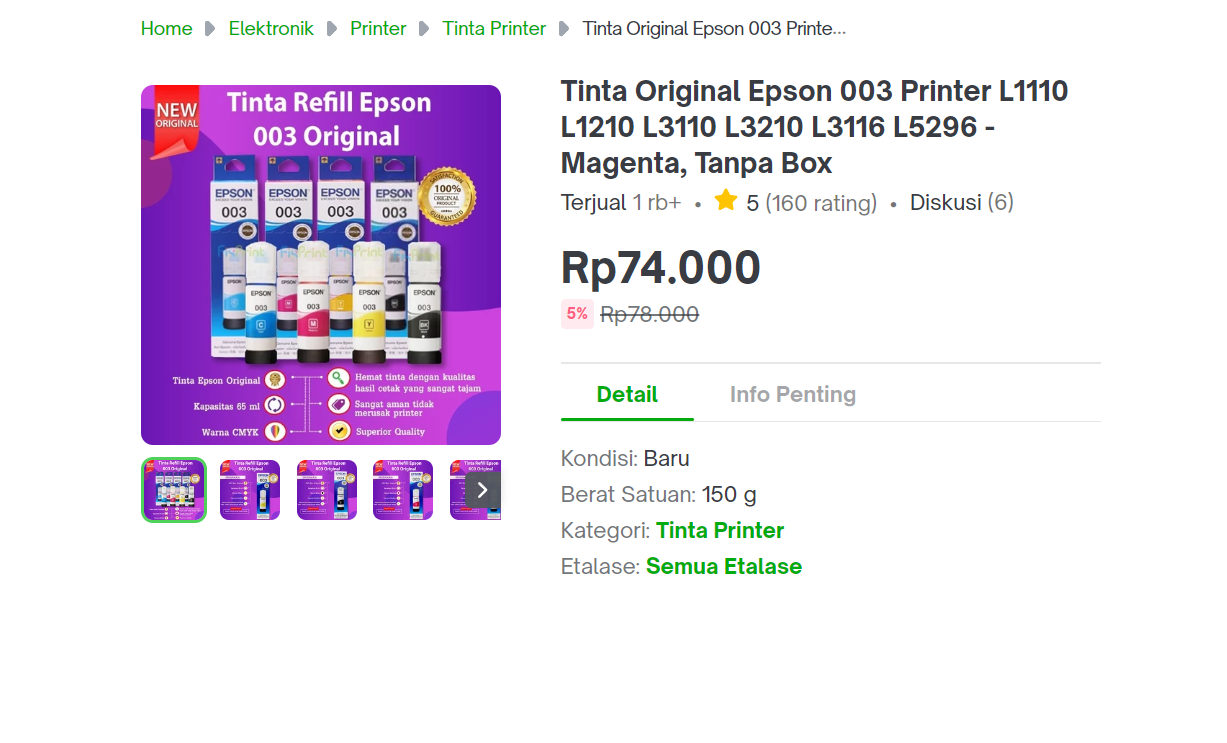 Home Elektronik Printer Tinta Printer Tinta Original Epson 003 Printe...
NEW
ORIGINAL
Tinta Refill Epson
003 Original
EPSON EPSON EPSON EPSON
003 003 003 003
SATISFACTION
100%
ORIGINAL
PRODUCT
GUARANTEED
EPSON EPSON EPSON EPSON
003 003 003 003
C M Y BK
Tinta Epson Original
Kapasitas 65 ml
Warna CMYK
Hemat tinta dengan kualitas
hasil cetak yang sangat tajam
Sangat aman tidak
merusak printer
Superior Quality
Tinta Original Epson 003 Printer L1110
L1210 L3110 L3210 L3116 L5296 -
Magenta, Tanpa Box
Terjual 1 rb+ • 5 (160 rating) • Diskusi (6)
Rp74.000
5% Rp78.000
Detail Info Penting
Kondisi: Baru
Berat Satuan: 150 g
Kategori: Tinta Printer
Etalase: Semua Etalase